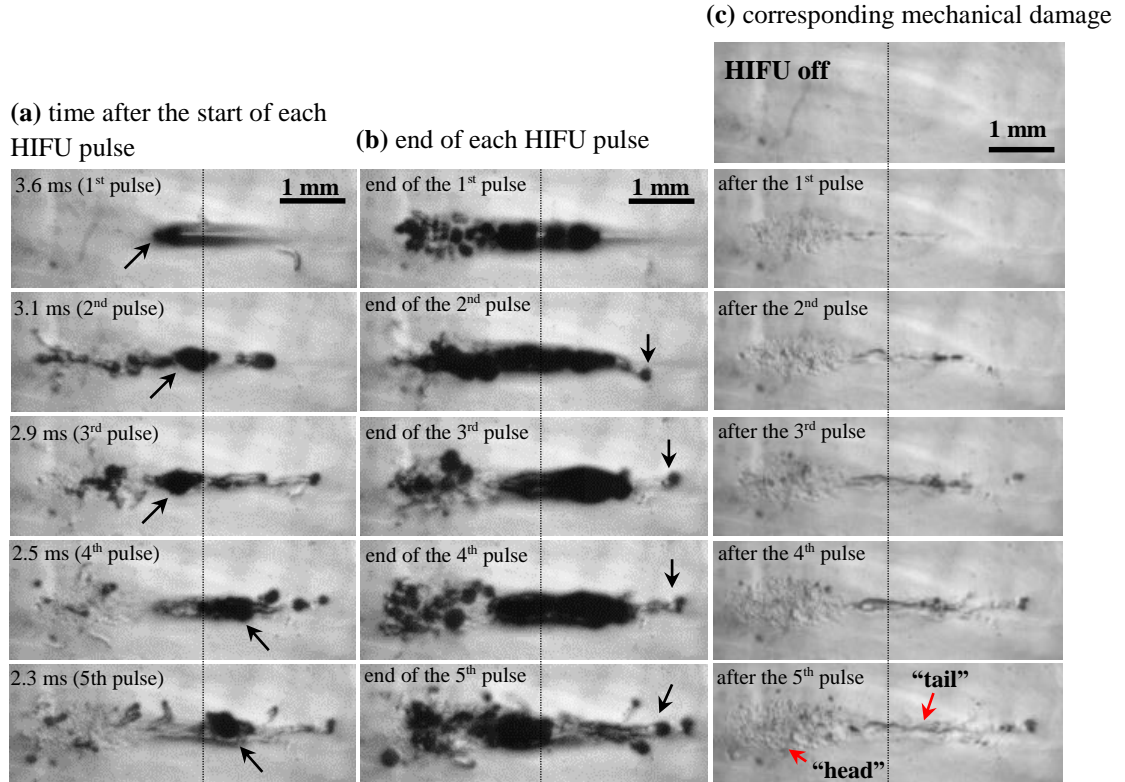 (c) corresponding mechanical damage
HIFU off
1 mm
(a) time after the start of each
HIFU pulse
(b) end of each HIFU pulse
3.6 ms (1st pulse)
1 mm
end of the 1st pulse
1 mm
after the 1st pulse
3.1 ms (2nd pulse)
end of the 2nd pulse
after the 2nd pulse
2.9 ms (3rd pulse)
end of the 3rd pulse
after the 3rd pulse
2.5 ms (4th pulse)
end of the 4th pulse
after the 4th pulse
2.3 ms (5th pulse)
end of the 5th pulse
after the 5th pulse
“tail”
“head”